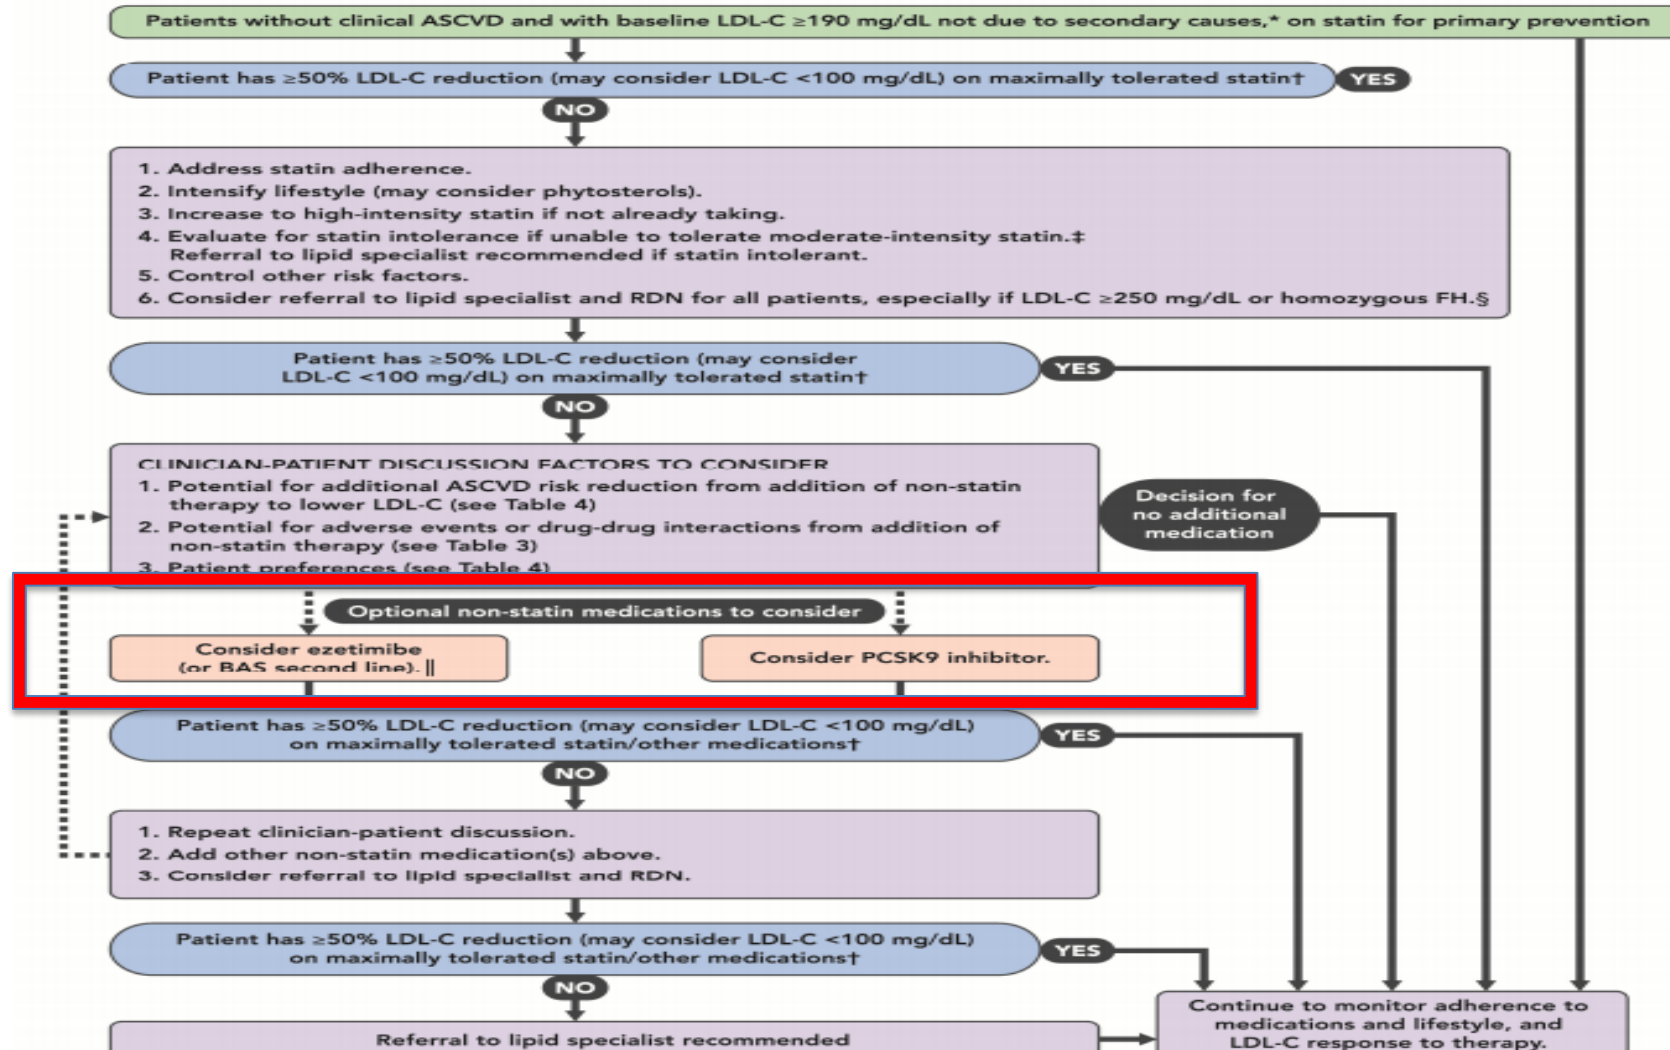 Patients without clinical ASCVD and with baseline LDL-C ≥190 mg/dL not due to secondary causes,* on statin for primary prevention
Patient has ≥50% LDL-C reduction (may consider LDL-C <100 mg/dL) on maximally tolerated statin†
YES
NO
1. Address statin adherence.
2. Intensify lifestyle (may consider phytosterols).
3. Increase to high-intensity statin if not already taking.
4. Evaluate for statin intolerance if unable to tolerate moderate-intensity statin.‡
Referral to lipid specialist recommended if statin intolerant.
5. Control other risk factors.
6. Consider referral to lipid specialist and RDN for all patients, especially if LDL-C ≥250 mg/dL or homozygous FH.§
Patient has ≥50% LDL-C reduction (may consider
LDL-C <100 mg/dL) on maximally tolerated statin†
YES
NO
CLINICIAN-PATIENT DISCUSSION FACTORS TO CONSIDER
1. Potential for additional ASCVD risk reduction from addition of non-statin
therapy to lower LDL-C (see Table 4)
2. Potential for adverse events or drug-drug interactions from addition of
non-statin therapy (see Table 3)
3. Patient preferences (see Table 4)
Decision for
no additional
medication
Optional non-statin medications to consider
Consider ezetimibe
(or BAS second line).||
Consider PCSK9 inhibitor.
Patient has ≥50% LDL-C reduction (may consider LDL-C <100 mg/dL)
on maximally tolerated statin/other medications†
YES
NO
1. Repeat clinician-patient discussion.
2. Add other non-statin medication(s) above.
3. Consider referral to lipid specialist and RDN.
Patient has ≥50% LDL-C reduction (may consider LDL-C <100 mg/dL)
on maximally tolerated statin/other medications†
YES
NO
Referral to lipid specialist recommended
Continue to monitor adherence to
medications and lifestyle, and
LDL-C response to therapy.